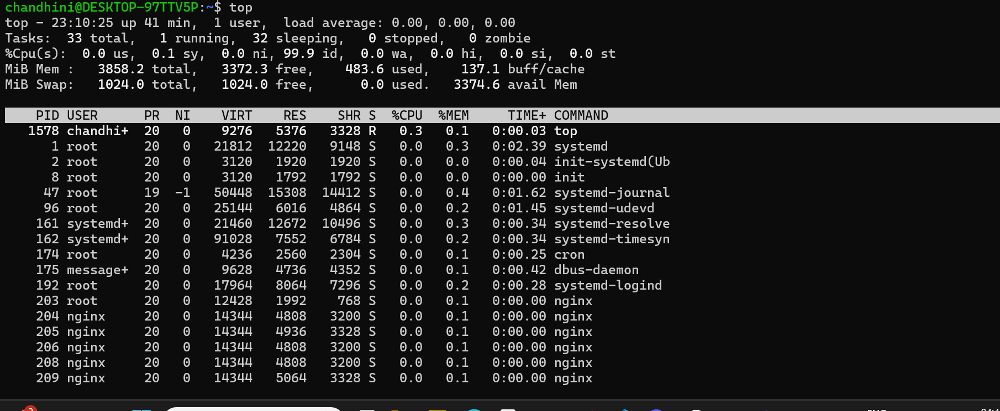 chandhini@DESKTOP-97TTV5P:~$ top
top - 23:10:25 up 41 min,  1 user,  load average: 0.00, 0.00, 0.00
Tasks:  33 total,   1 running,  32 sleeping,   0 stopped,   0 zombie
%Cpu(s):  0.0 us,  0.1 sy,  0.0 ni, 99.9 id,  0.0 wa,  0.0 hi,  0.0 si,  0.0 st
MiB Mem :   3858.2 total,   3372.3 free,    483.6 used,    137.1 buff/cache
MiB Swap:   1024.0 total,   1024.0 free,      0.0 used.   3374.6 avail Mem
    PID USER      PR  NI    VIRT    RES    SHR S  %CPU  %MEM     TIME+ COMMAND
   1578 chandhi+  20   0    9276   5376   3328 R   0.3   0.1   0:00.03 top
      1 root      20   0   21812  12220   9148 S   0.0   0.3   0:02.39 systemd
      2 root      20   0    3120   1920   1920 S   0.0   0.0   0:00.04 init-systemd(Ub
      8 root      20   0    3120   1792   1792 S   0.0   0.0   0:00.00 init
     47 root      19  -1   50448  15308  14412 S   0.0   0.4   0:01.62 systemd-journal
     96 root      20   0   25144   6016   4864 S   0.0   0.2   0:01.45 systemd-udevd
    161 systemd+  20   0   21460  12672  10496 S   0.0   0.3   0:00.34 systemd-resolve
    162 systemd+  20   0   91028   7552   6784 S   0.0   0.2   0:00.34 systemd-timesyn
    174 root      20   0    4236   2560   2304 S   0.0   0.1   0:00.25 cron
    175 message+  20   0    9628   4736   4352 S   0.0   0.1   0:00.42 dbus-daemon
    192 root      20   0   17964   8064   7296 S   0.0   0.2   0:00.28 systemd-logind
    203 root      20   0   12428   1992    768 S   0.0   0.1   0:00.00 nginx
    204 nginx     20   0   14344   4808   3200 S   0.0   0.1   0:00.00 nginx
    205 nginx     20   0   14344   4936   3328 S   0.0   0.1   0:00.00 nginx
    206 nginx     20   0   14344   4808   3200 S   0.0   0.1   0:00.00 nginx
    208 nginx     20   0   14344   4808   3200 S   0.0   0.1   0:00.00 nginx
    209 nginx     20   0   14344   5064   3328 S   0.0   0.1   0:00.00 nginx